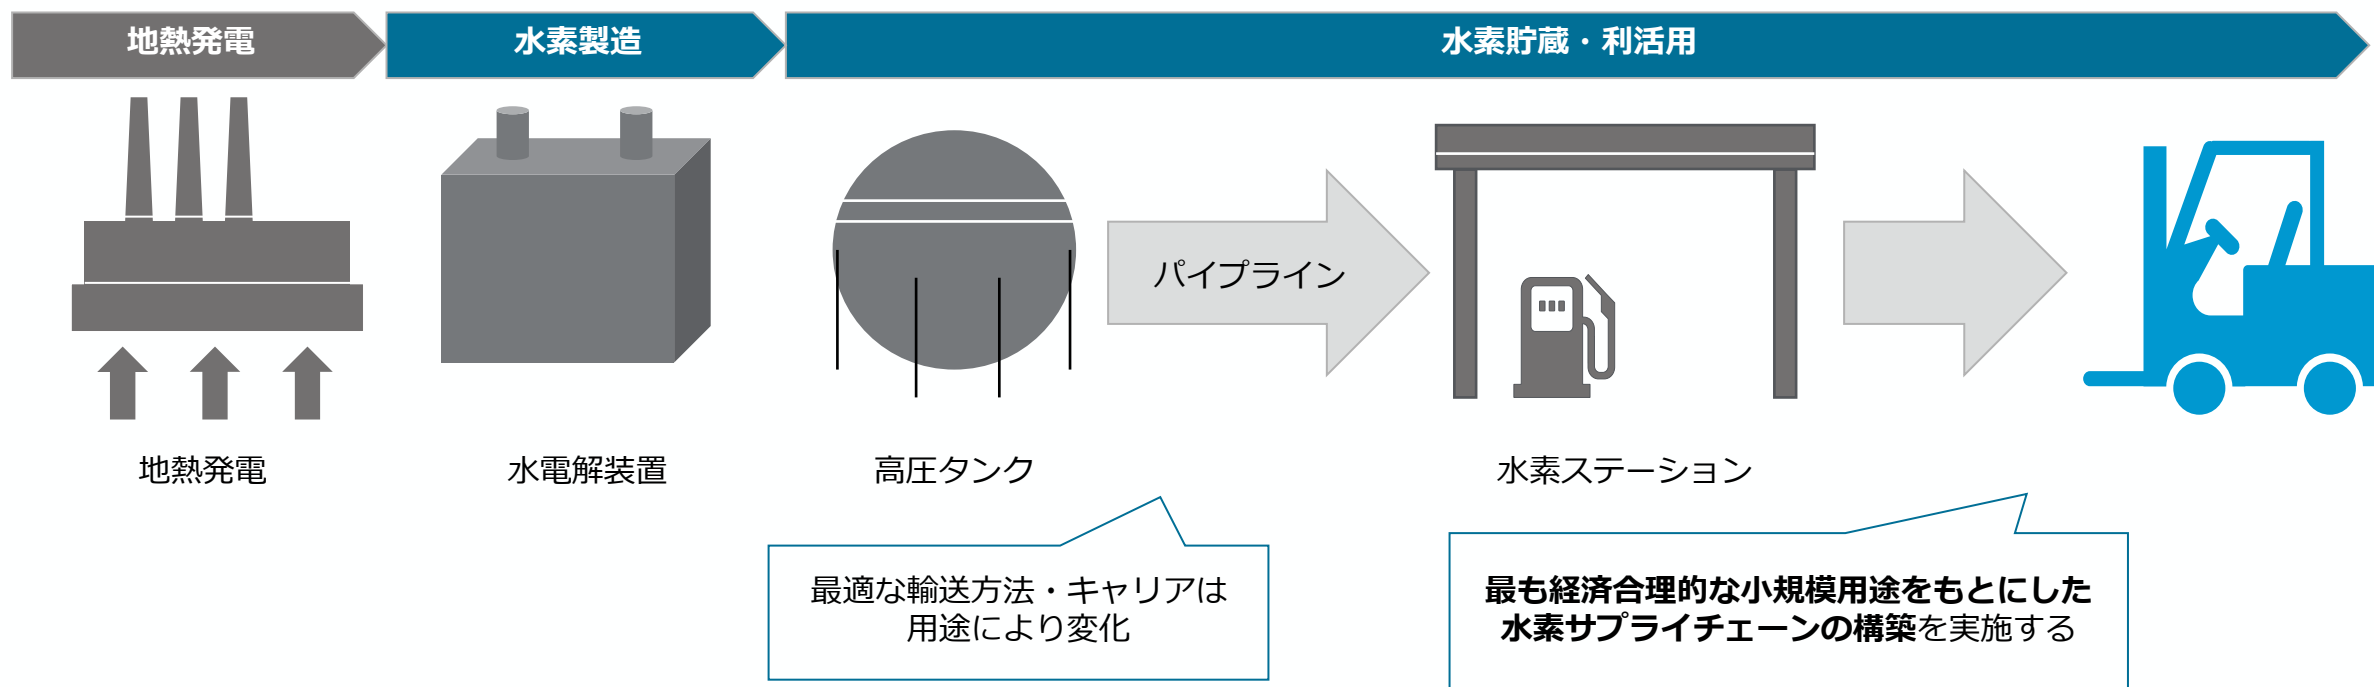 地熱発電
水素製造
水素貯蔵・利活用
パイプライン
地熱発電
水電解装置
高圧タンク
水素ステーション
最適な輸送方法・キャリアは
用途により変化
最も経済合理的な小規模用途をもとにした
水素サプライチェーンの構築を実施する